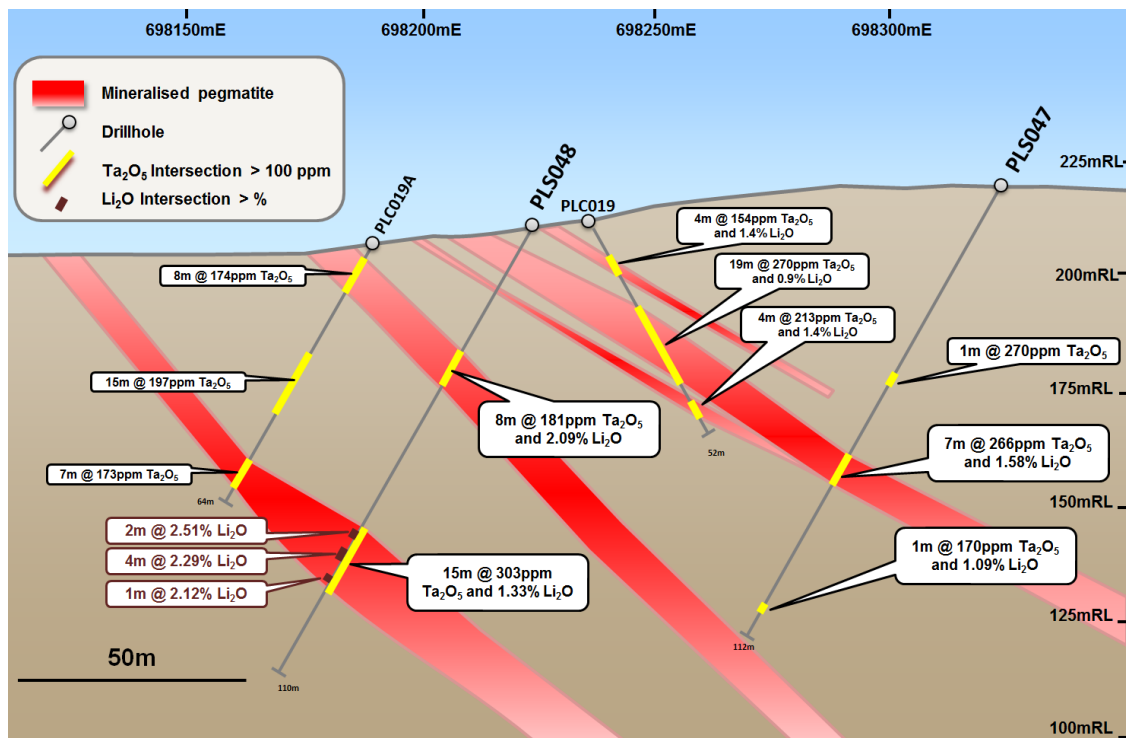 698150mE
698200mE
698250mE
698300mE
Mineralised pegmatite
Drillhole
Ta₂O₅ Intersection > 100 ppm
Li₂O Intersection > %
PLC019A
PLS048
PLC019
PLS047
225mRL
200mRL
175mRL
150mRL
125mRL
100mRL
4m @ 154ppm Ta₂O₅
and 1.4% Li₂O
19m @ 270ppm Ta₂O₅
and 0.9% Li₂O
4m @ 213ppm Ta₂O₅
and 1.4% Li₂O
8m @ 174ppm Ta₂O₅
15m @ 197ppm Ta₂O₅
7m @ 173ppm Ta₂O₅
64m
1m @ 270ppm Ta₂O₅
8m @ 181ppm Ta₂O₅
and 2.09% Li₂O
52m
7m @ 266ppm Ta₂O₅
and 1.58% Li₂O
2m @ 2.51% Li₂O
4m @ 2.29% Li₂O
1m @ 2.12% Li₂O
15m @ 303ppm
Ta₂O₅ and 1.33% Li₂O
1m @ 170ppm Ta₂O₅
and 1.09% Li₂O
112m
110m
50m